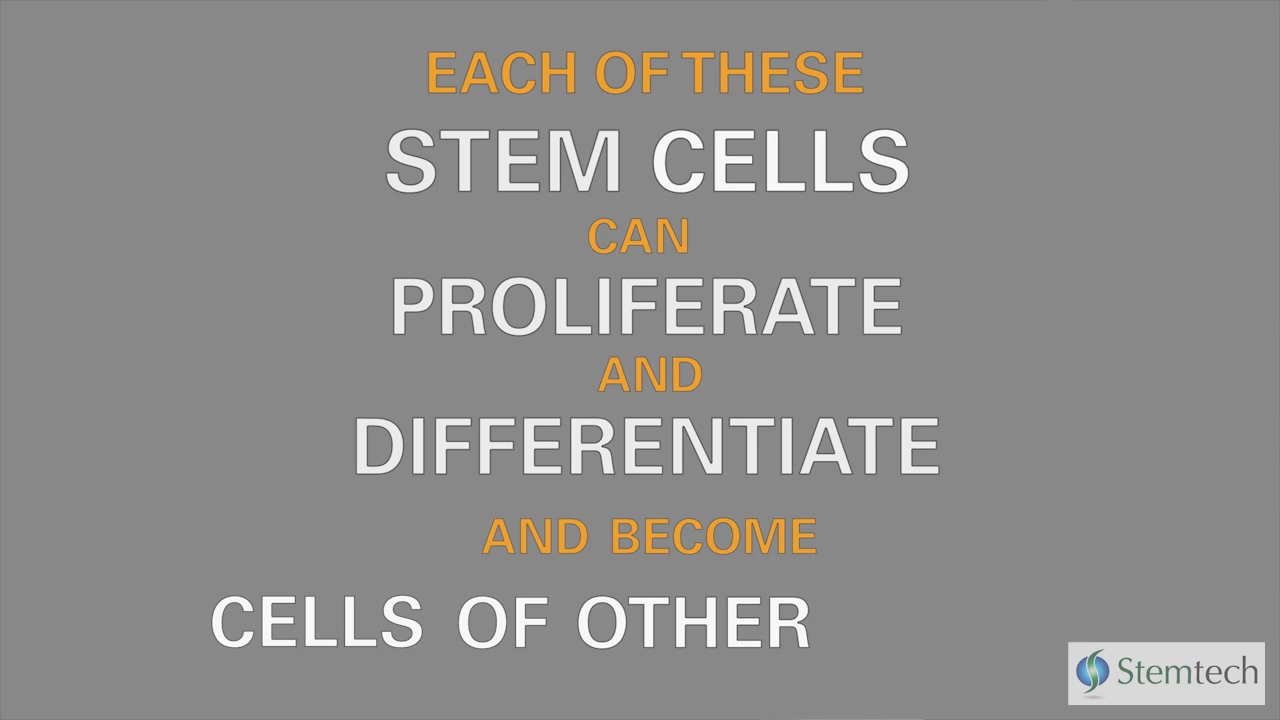 EACH OF THESE
STEM CELLS
CAN
PROLIFERATE
AND
DIFFERENTIATE
AND BECOME
CELLS OF OTHER
Stemtech